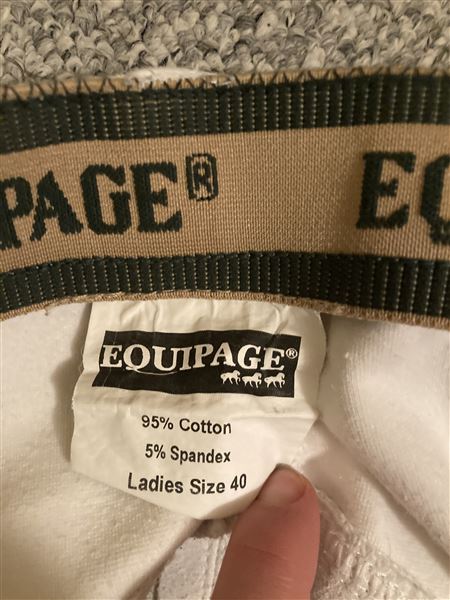 PAGE® EQ
EQUIPAGE®
95% Cotton
5% Spandex
Ladies Size 40